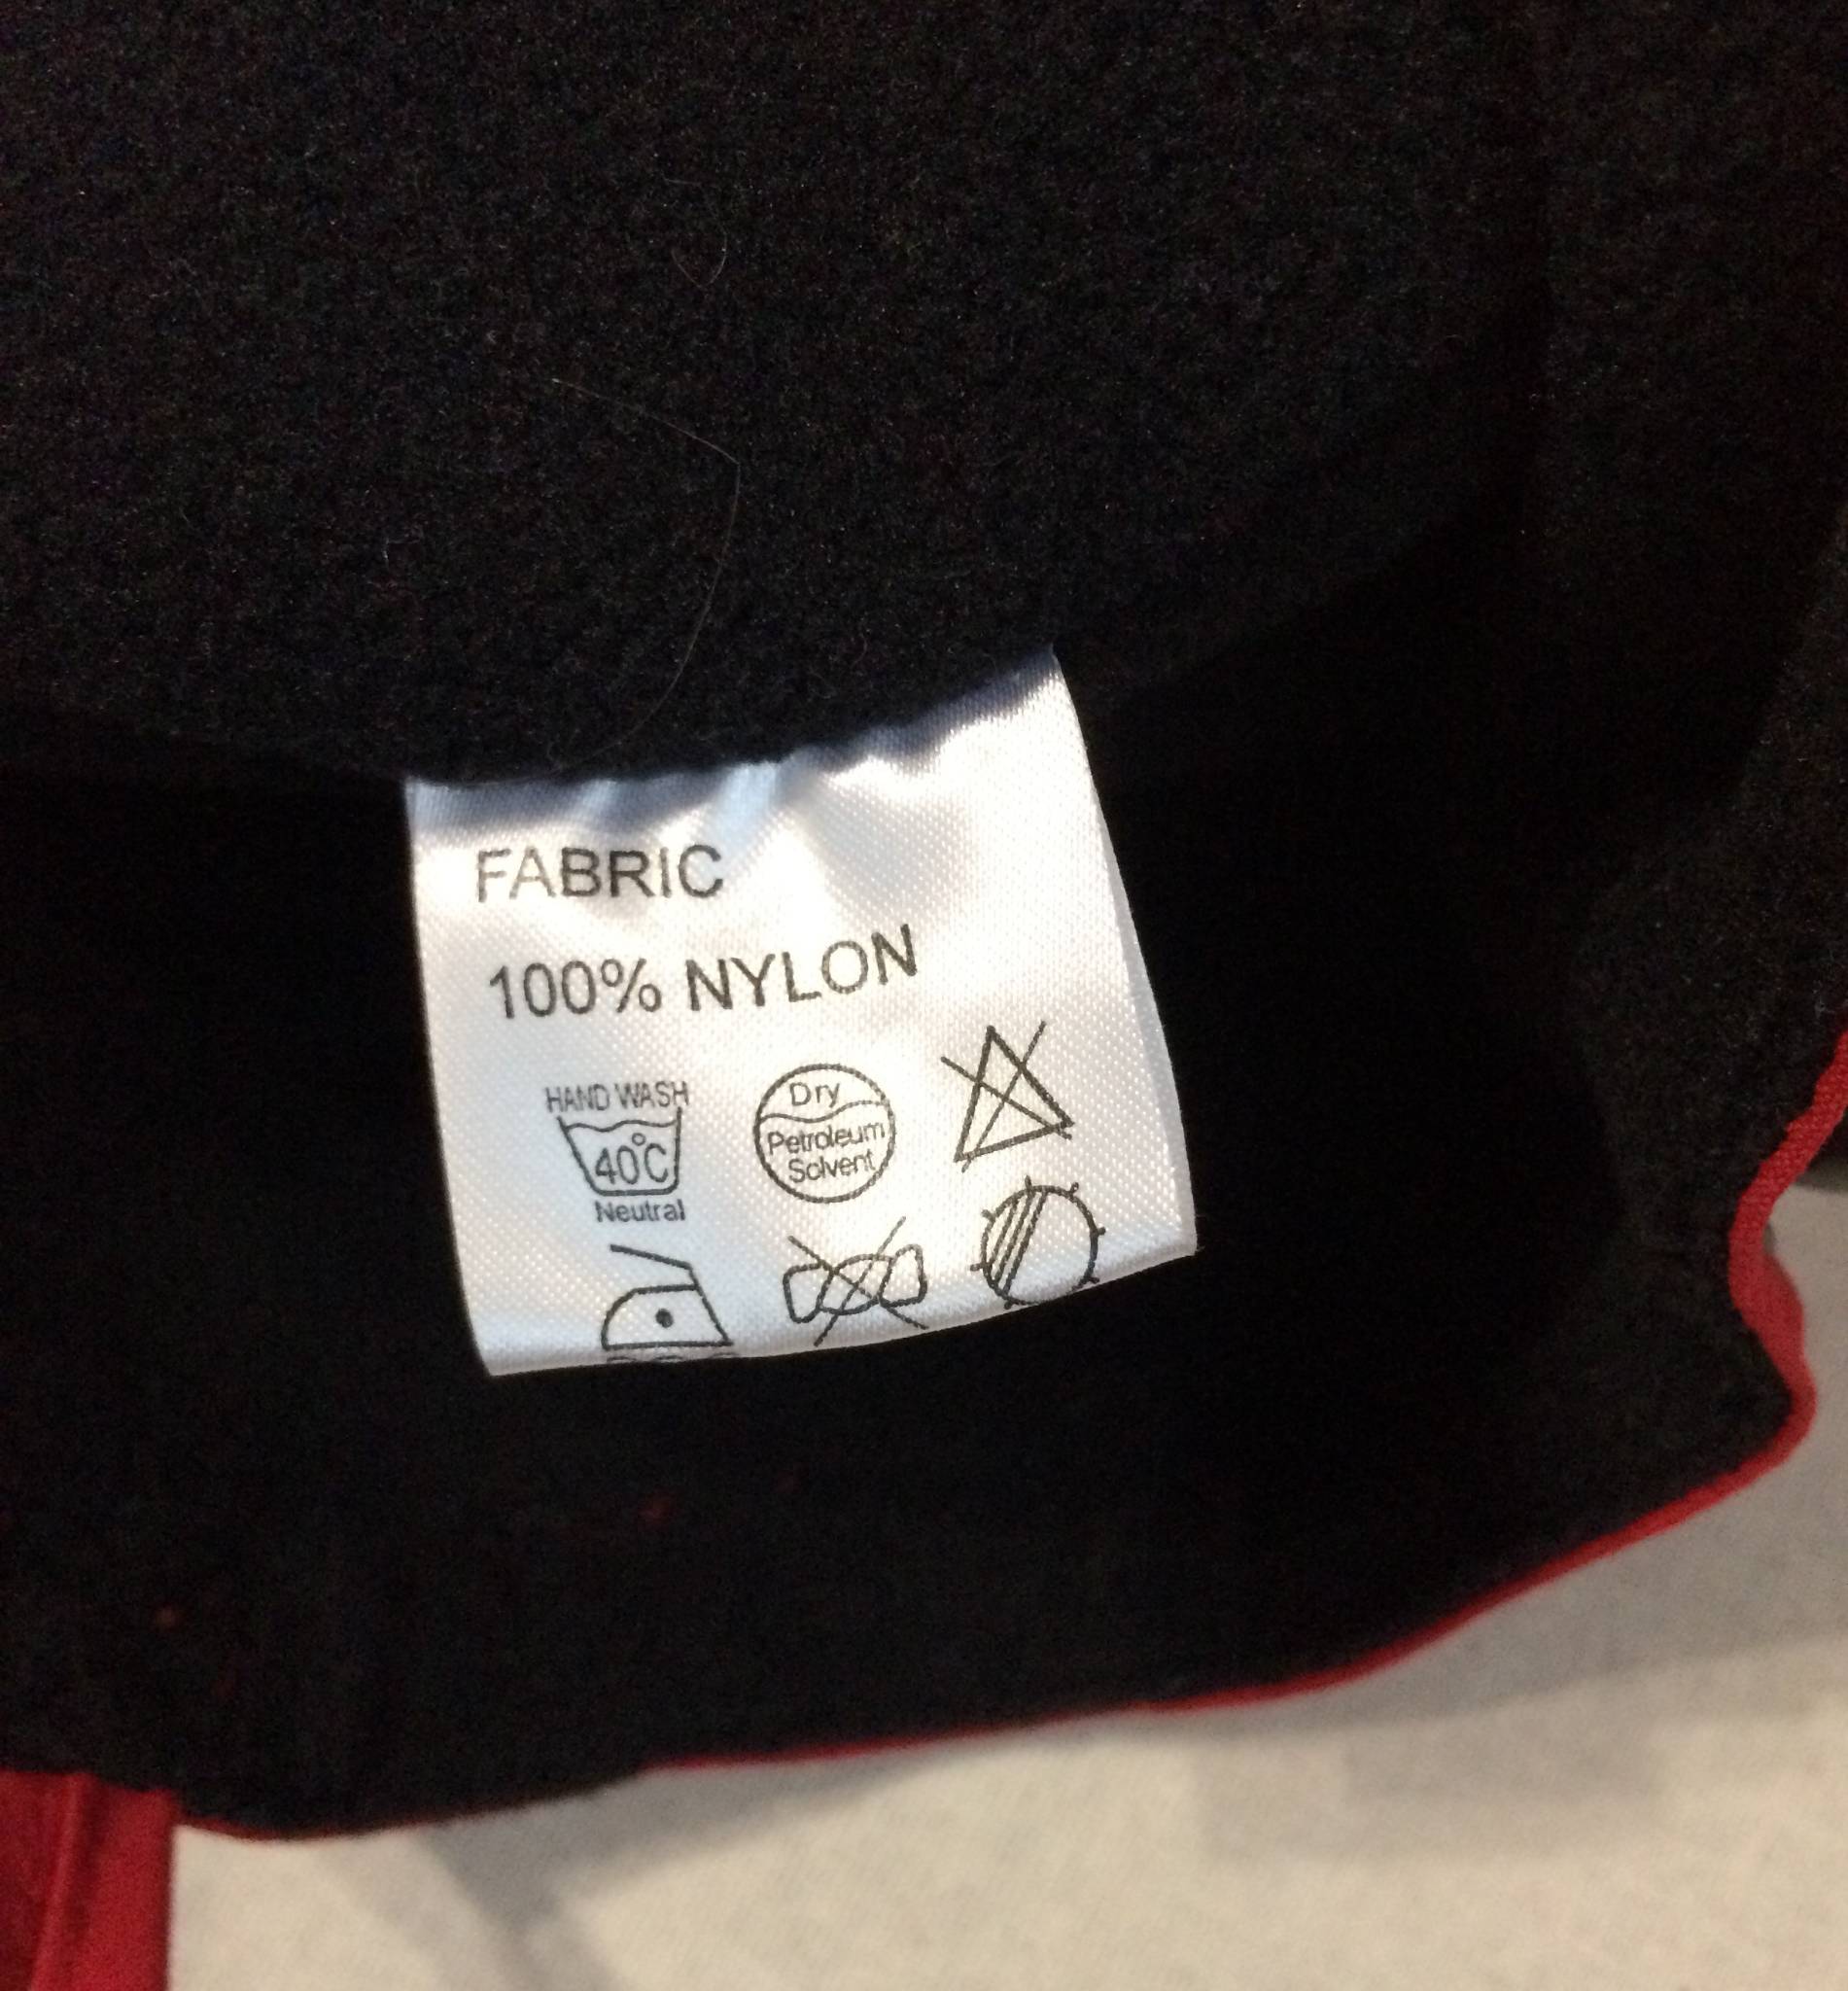 FABRIC
100% NYLON
HAND WASH
40°C
Neutral
Dry
Petroleum
Solvent